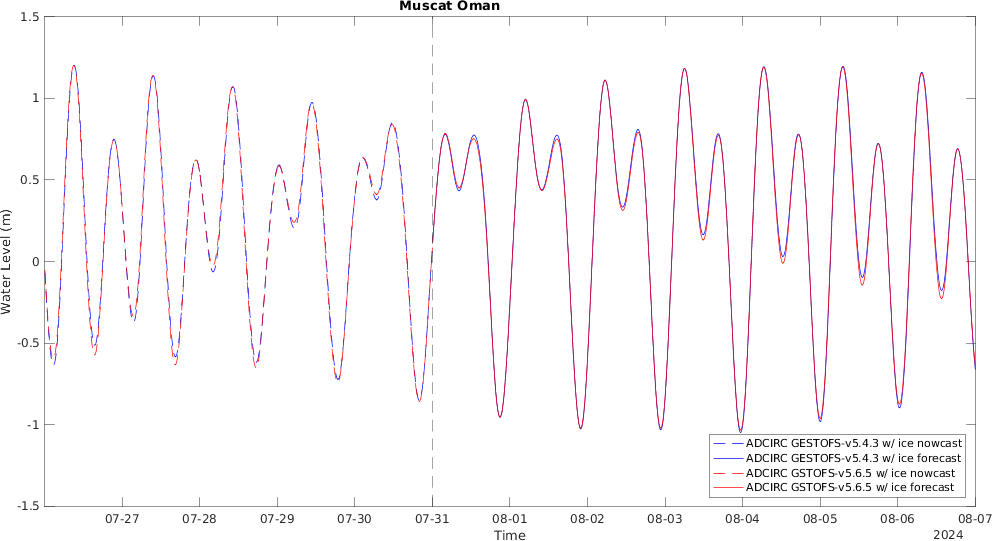 Muscat Oman
1.5
1
0.5
0
-0.5
-1
-1.5
Water Level (m)
07-27 07-28 07-29 07-30 07-31 08-01 08-02 08-03 08-04 08-05 08-06 08-07
Time
2024
ADCIRC GESTOFS-v5.4.3 w/ ice nowcast
ADCIRC GESTOFS-v5.4.3 w/ ice forecast
ADCIRC GSTOFS-v5.6.5 w/ ice nowcast
ADCIRC GSTOFS-v5.6.5 w/ ice forecast